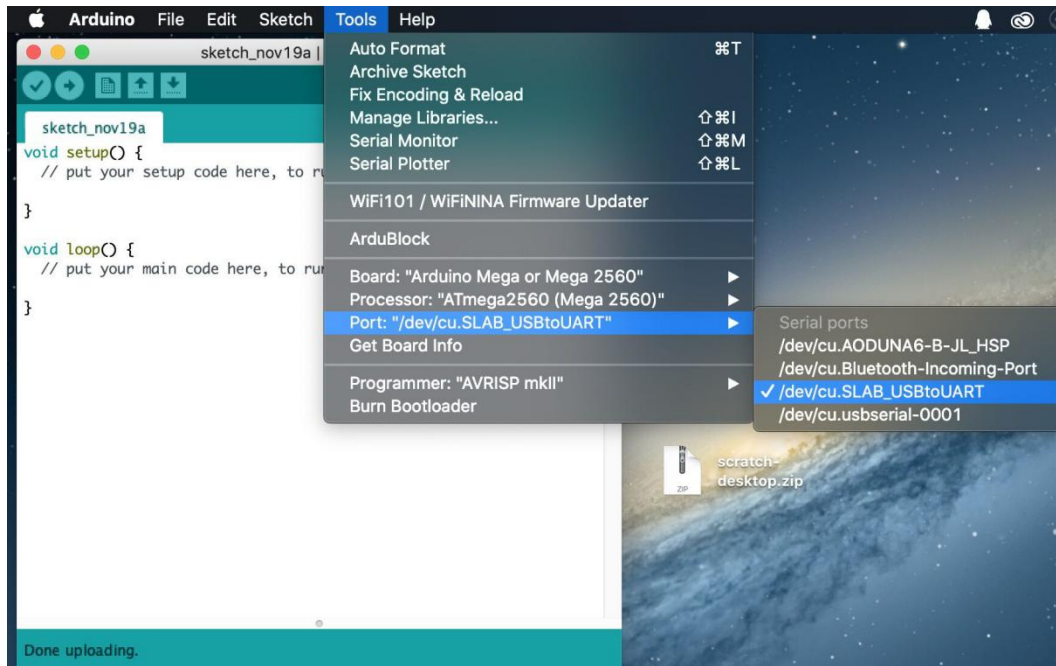 Arduino File Edit Sketch Tools Help
sketch_nov19a |
sketch_nov19a
void setup() {
// put your setup code here, to ru
}
void loop() {
// put your main code here, to run
}
Auto Format ⌘T
Archive Sketch
Fix Encoding & Reload
Manage Libraries... ⇧⌘I
Serial Monitor ⇧⌘M
Serial Plotter ⇧⌘L
WiFi101 / WiFiNINA Firmware Updater
ArduBlock
Board: "Arduino Mega or Mega 2560"
Processor: "ATmega2560 (Mega 2560)"
Port: "/dev/cu.SLAB_USBtoUART"
Get Board Info
Programmer: "AVRISP mkII"
Burn Bootloader
Serial ports
/dev/cu.AODUNA6-B-JL_HSP
/dev/cu.Bluetooth-Incoming-Port
✓ /dev/cu.SLAB_USBtoUART
/dev/cu.usbserial-0001
ZIP
scratch-
desktop.zip
Done uploading.